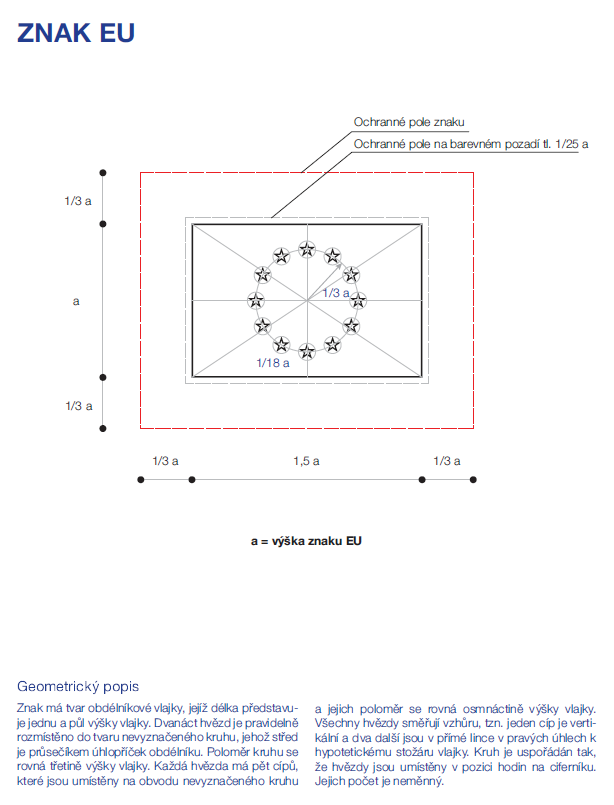 ZNAK EU
Ochranné pole znaku
Ochranné pole na barevném pozadí tl. 1/25 a
1/3 a
a
1/3 a
1/3 a
1/18 a
1/3 a
1,5 a
1/3 a
a = výška znaku EU
Geometrický popis
Znak má tvar obdélníkové vlajky, jejíž délka představu-
je jednu a půl výšky vlajky. Dvanáct hvězd je pravidelně
rozmístěno do tvaru nevyznačeného kruhu, jehož střed
je průsečíkem úhlopříček obdélníku. Poloměr kruhu se
rovná třetině výšky vlajky. Každá hvězda má pět cípů,
které jsou umístěny na obvodu nevyznačeného kruhu
a jejich poloměr se rovná osmnáctině výšky vlajky.
Všechny hvězdy směřují vzhůru, tzn. jeden cíp je verti-
kální a dva další jsou v přímé lince v pravých úhlech k
hypotetickému stožáru vlajky. Kruh je uspořádán tak,
že hvězdy jsou umístěny v pozici hodin na ciferníku.
Jejich počet je neměnný.